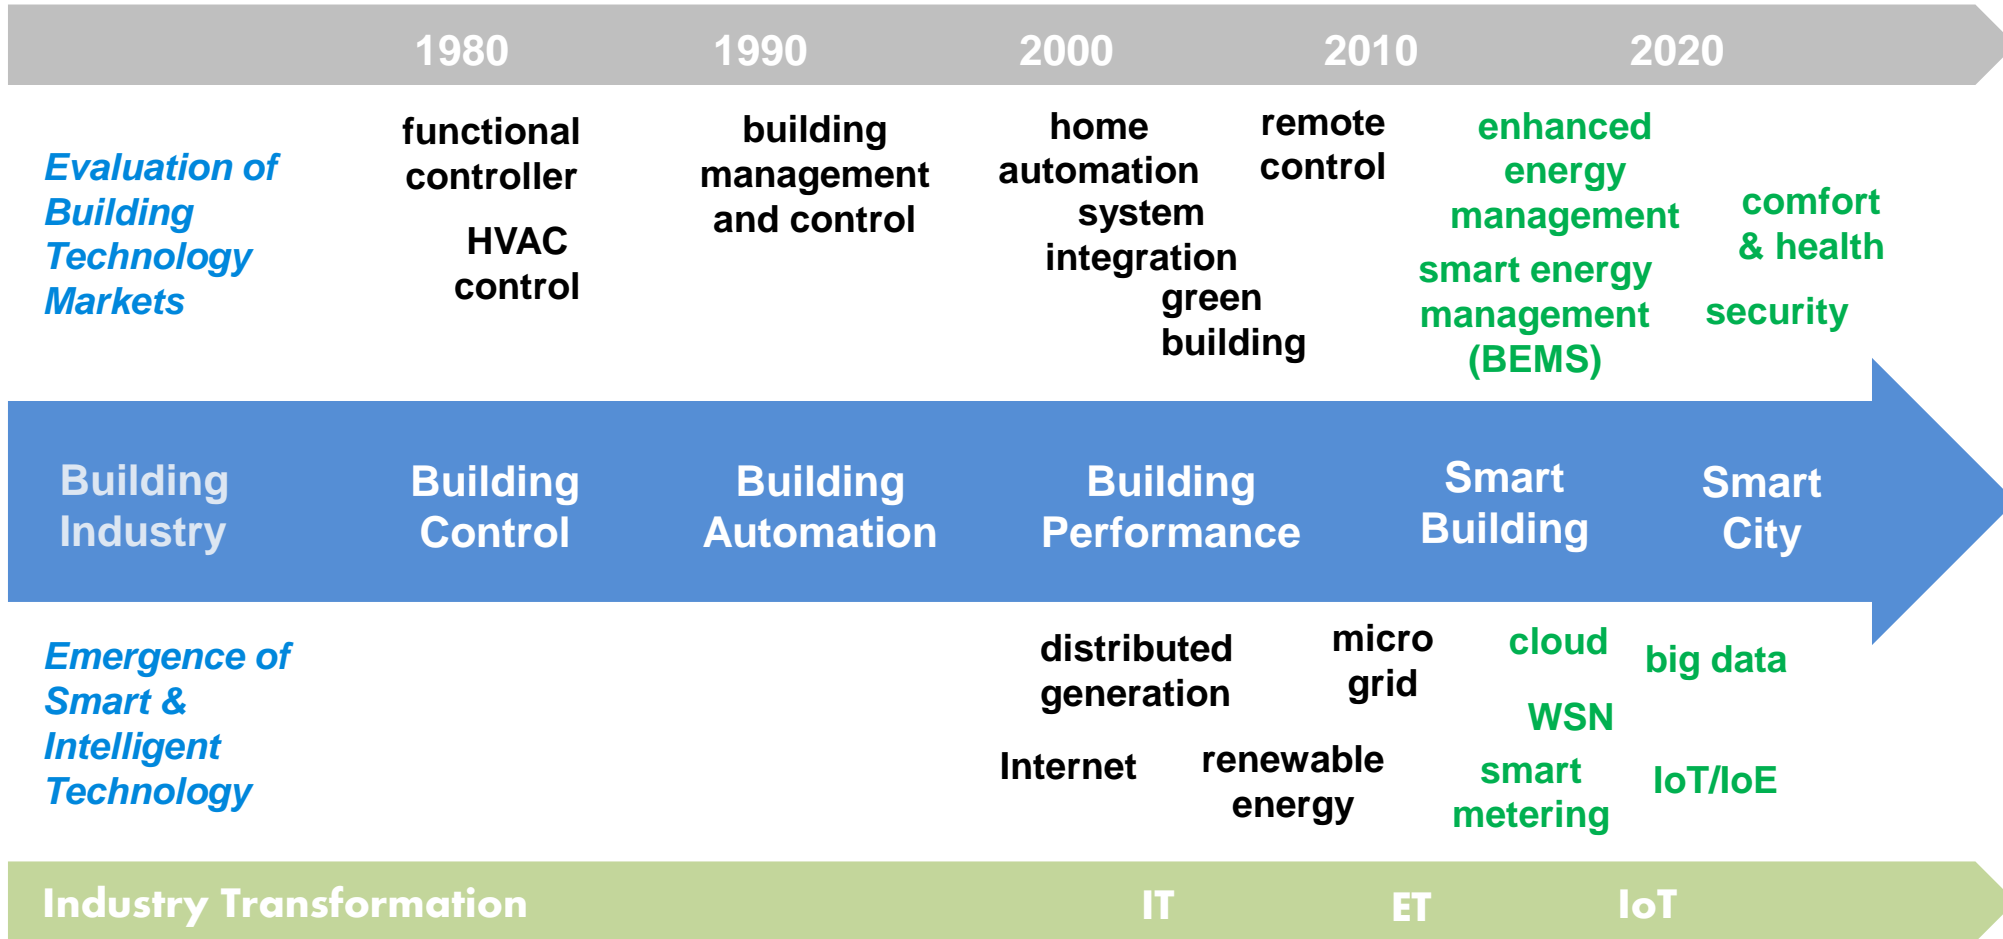 1980
1990
2000
2010
2020
Evaluation of
Building
Technology
Markets
functional
controller
HVAC
control
building
management
and control
home
automation
system
integration
green
building
remote
control
enhanced
energy
management
smart energy
management
(BEMS)
comfort
& health
security
Building
Industry
Building
Control
Building
Automation
Building
Performance
Smart
Building
Smart
City
Emergence of
Smart &
Intelligent
Technology
distributed
generation
Internet
renewable
energy
micro
grid
cloud
WSN
smart
metering
big data
IoT/IoE
Industry Transformation
IT
ET
IoT